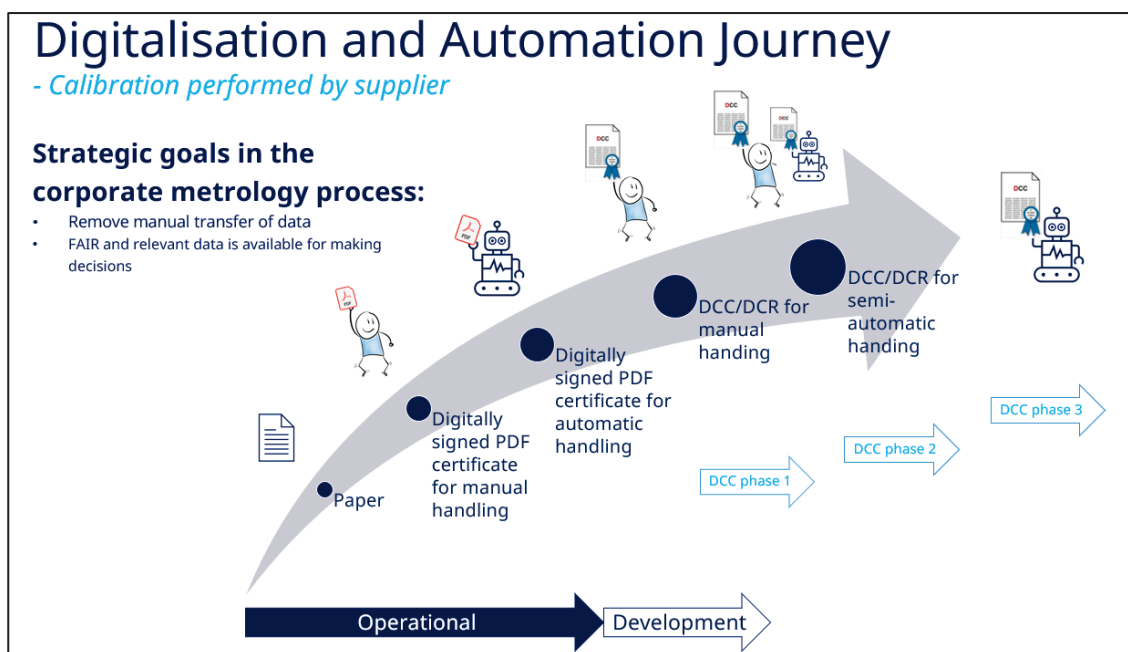 Digitalisation and Automation Journey
- Calibration performed by supplier
Strategic goals in the
corporate metrology process:
• Remove manual transfer of data
• FAIR and relevant data is available for making
decisions
DCC
DCC
DCC
DCC
PDF
PDF
Paper
Digitally
signed PDF
certificate
for manual
handling
Digitally
signed PDF
certificate for
automatic
handling
DCC/DCR for
manual
handing
DCC/DCR for
semi-
automatic
handing
DCC phase 1
DCC phase 2
DCC phase 3
Operational
Development